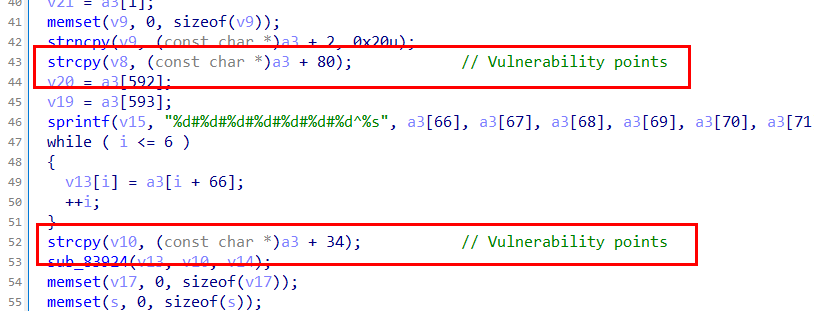 40 v21 = a3[i];
41 memset(v9, 0, sizeof(v9));
42 strncpy(v9, (const char *)a3 + 2, 0x20u);
43 strcpy(v8, (const char *)a3 + 80); // Vulnerability points
44 v20 = a3[592];
45 v19 = a3[593];
46 sprintf(v15, "%d#%d#%d#%d#%d#%d#%d^%s", a3[66], a3[67], a3[68], a3[69], a3[70], a3[71
47 while ( i <= 6 )
48 {
49 v13[i] = a3[i + 66];
50 ++i;
51 }
52 strcpy(v10, (const char *)a3 + 34); // Vulnerability points
53 sub_83924(v13, v10, v14);
54 memset(v17, 0, sizeof(v17));
55 memset(s, 0, sizeof(s));